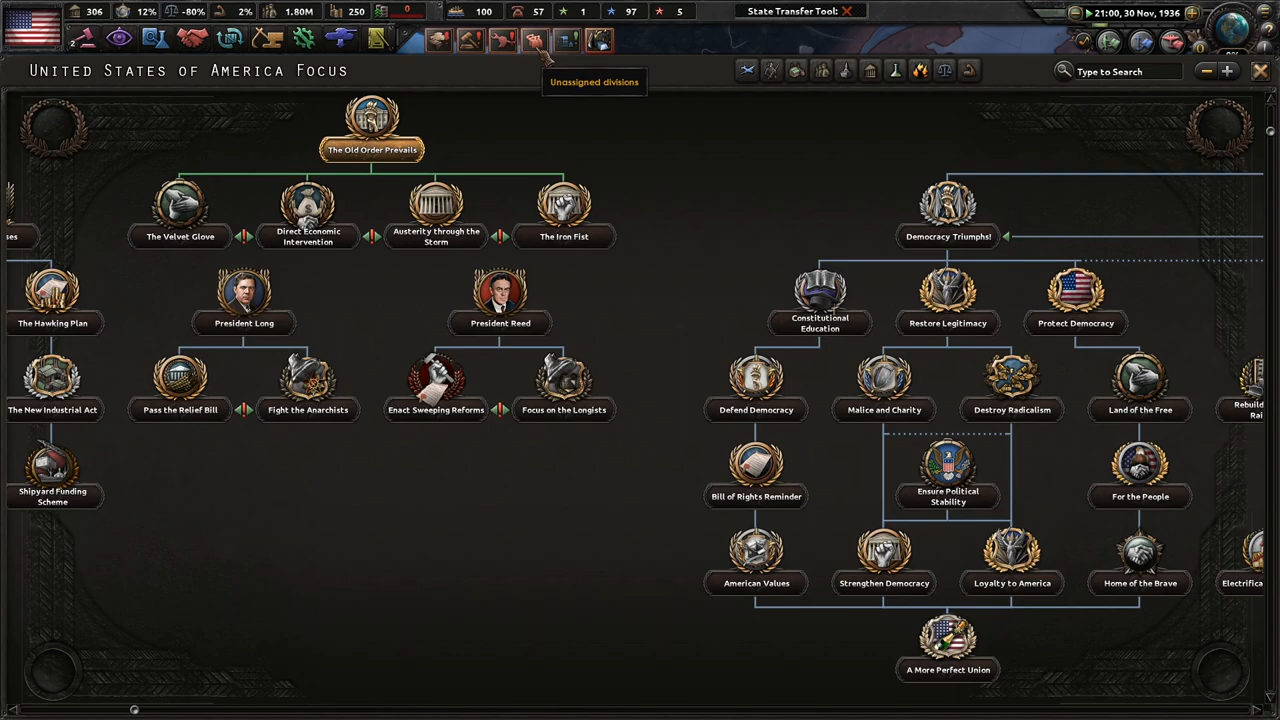 306 12% -80% 2% 1.80M 250 0 100 57 1 97 5 State Transfer Tool: 21:00, 30 Nov, 1936
2
0
0%
Unassigned divisions
UNITED STATES OF AMERICA FOCUS
Type to Search
The Old Order Prevails
The Velvet Glove
Direct Economic
Intervention
Austerity through the
Storm
The Iron Fist
Democracy Triumphs!
The Hawking Plan
President Long
President Reed
Constitutional
Education
Restore Legitimacy
Protect Democracy
The New Industrial Act
Pass the Relief Bill
Fight the Anarchists
Enact Sweeping Reforms
Focus on the Longists
Defend Democracy
Malice and Charity
Destroy Radicalism
Land of the Free
Rebuild
Rai
Shipyard Funding
Scheme
Bill of Rights Reminder
Ensure Political
Stability
For the People
American Values
Strengthen Democracy
Loyalty to America
Home of the Brave
Electrifica
A More Perfect Union